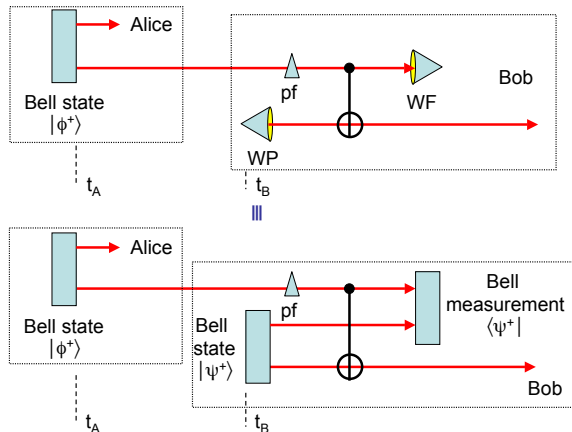 Alice
Bob
pf
WF
Bell state
|ϕ⁺⟩
WP
t_A
t_B
≡
Alice
Bell
measurement
⟨ψ⁺|
pf
Bell state
|ϕ⁺⟩
Bell
state
|ψ⁺⟩
Bob
t_A
t_B